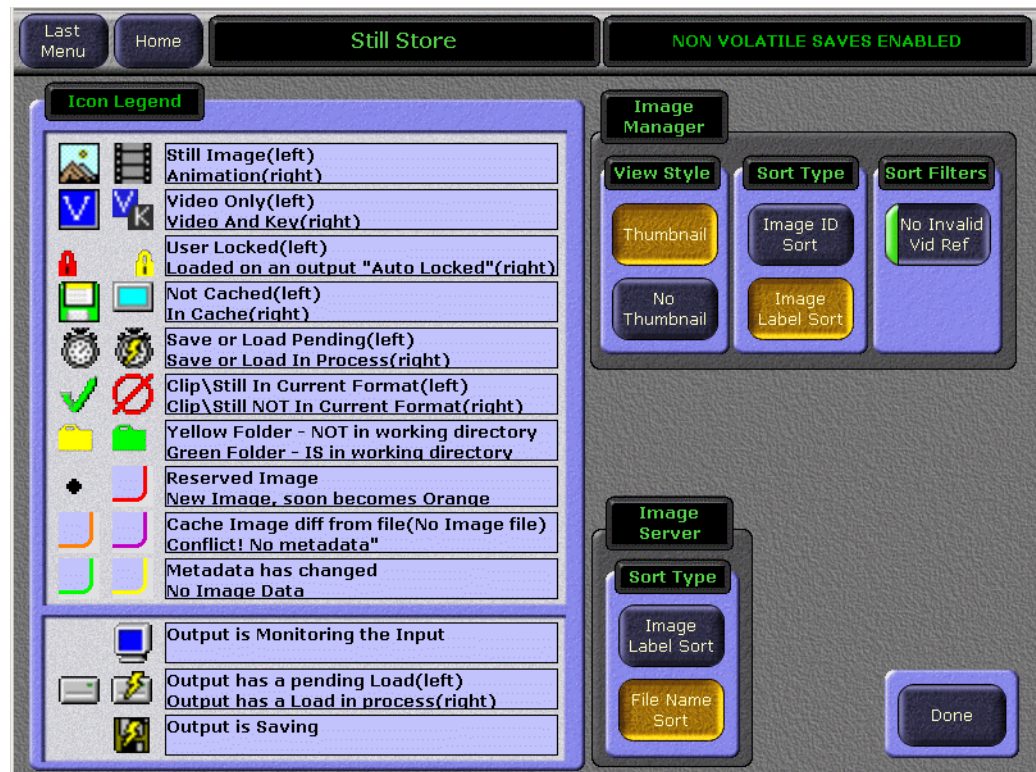 Last
Menu
Home
Still Store
NON VOLATILE SAVES ENABLED
Icon Legend
Still Image(left)
Animation(right)
V
V
K
Video Only(left)
Video And Key(right)
User Locked(left)
Loaded on an output "Auto Locked"(right)
Not Cached(left)
In Cache(right)
Save or Load Pending(left)
Save or Load In Process(right)
Clip\Still In Current Format(left)
Clip\Still NOT In Current Format(right)
Yellow Folder - NOT in working directory
Green Folder - IS in working directory
Reserved Image
New Image, soon becomes Orange
Cache Image diff from file(No Image file)
Conflict! No metadata"
Metadata has changed
No Image Data
Output is Monitoring the Input
Output has a pending Load(left)
Output has a Load in process(right)
Output is Saving
Image
Manager
View Style
Thumbnail
No
Thumbnail
Sort Type
Image ID
Sort
Image
Label Sort
Sort Filters
No Invalid
Vid Ref
Image
Server
Sort Type
Image
Label Sort
File Name
Sort
Done